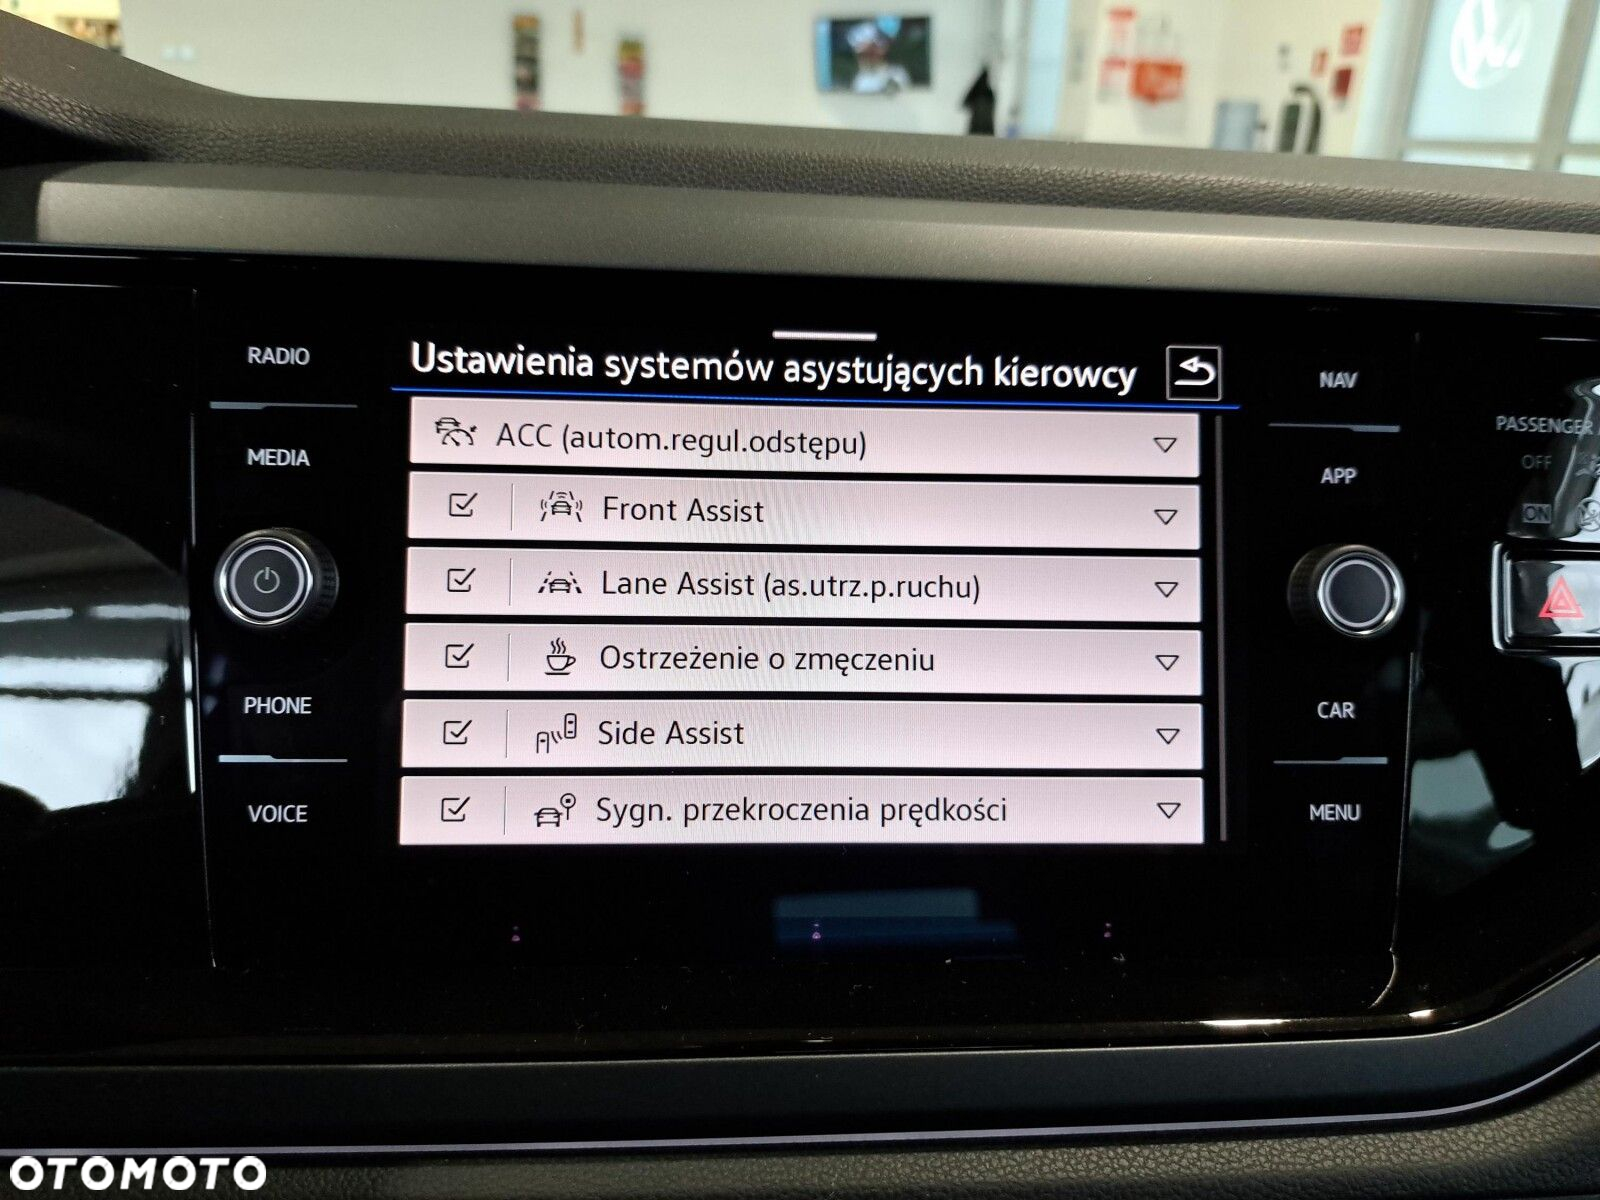 RADIO
MEDIA
PHONE
VOICE
Ustawienia systemów asystujących kierowcy
ACC (autom.regul.odstępu)
Front Assist
Lane Assist (as.utrz.p.ruchu)
Ostrzeżenie o zmęczeniu
Side Assist
Sygn. przekroczenia prędkości
NAV
APP
CAR
MENU
PASSENGER
OFF
ON
OTOMOTO